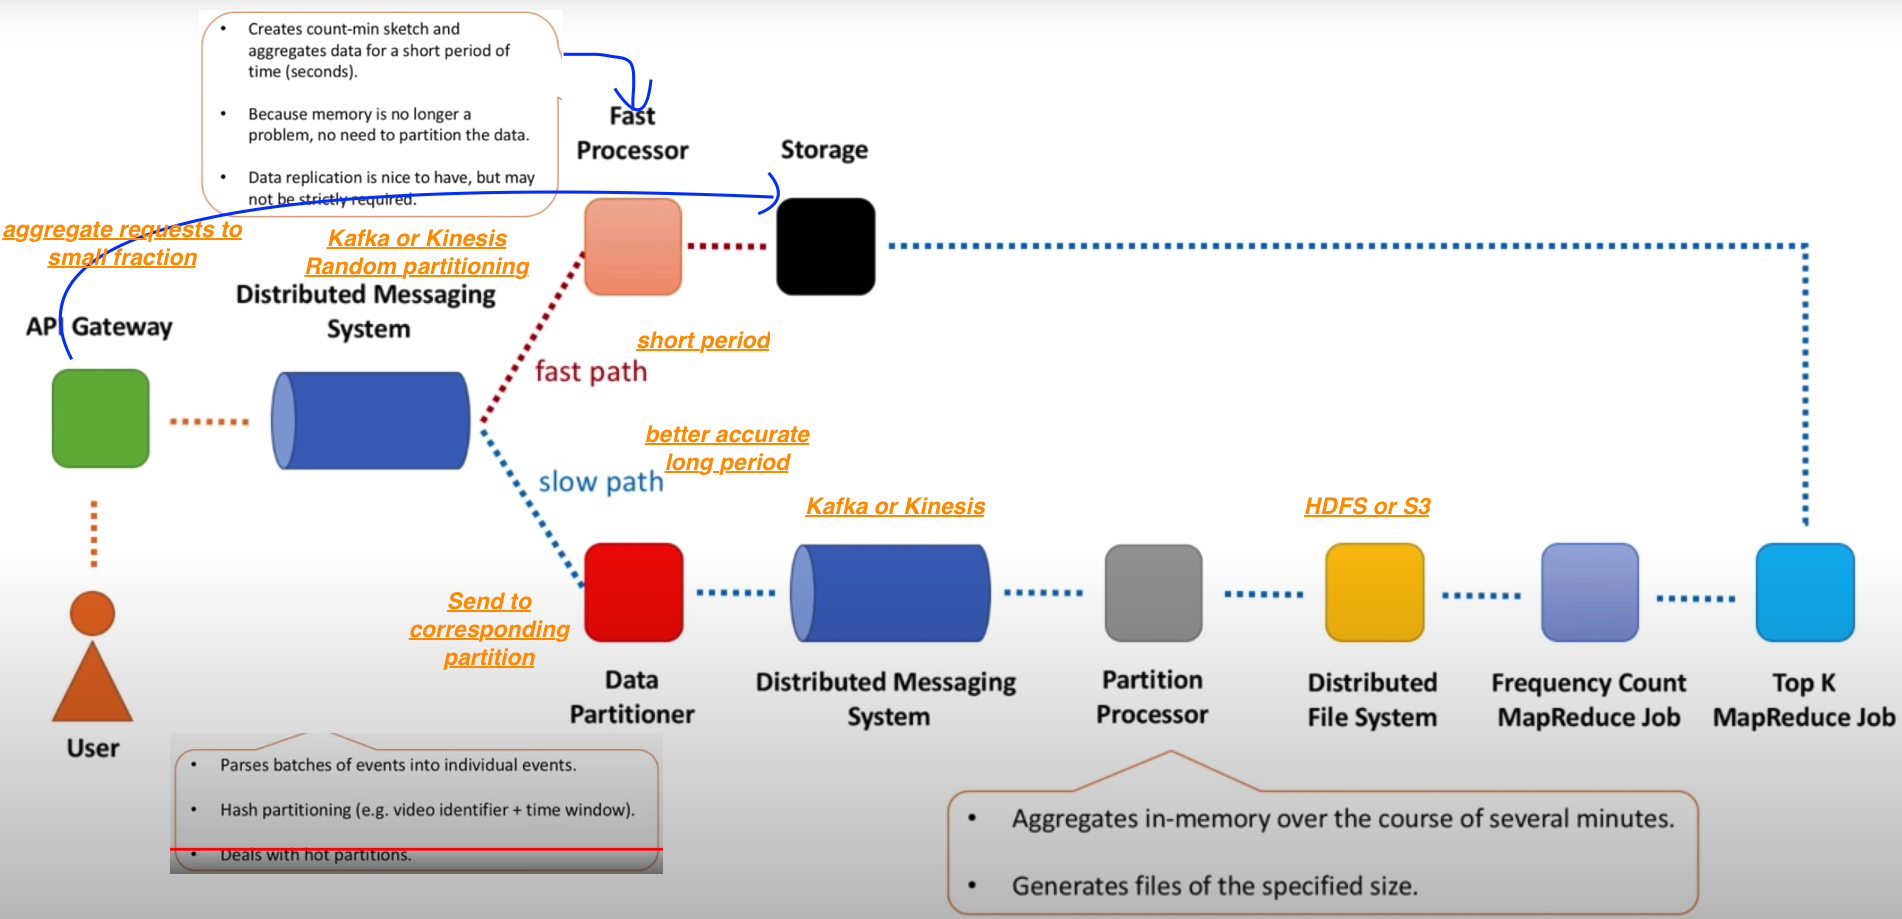 • Creates count-min sketch and
aggregates data for a short period of
time (seconds).
• Because memory is no longer a
problem, no need to partition the data.
• Data replication is nice to have, but may
not be strictly required.
Fast
Processor
Storage
aggregate requests to
small fraction
Kafka or Kinesis
Random partitioning
Distributed Messaging
System
API Gateway
short period
fast path
better accurate
long period
slow path
Kafka or Kinesis
HDFS or S3
Send to
corresponding
partition
User
Data
Partitioner
Distributed Messaging
System
Partition
Processor
Distributed
File System
Frequency Count
MapReduce Job
Top K
MapReduce Job
• Parses batches of events into individual events.
• Hash partitioning (e.g. video identifier + time window).
• Deals with hot partitions.
• Aggregates in-memory over the course of several minutes.
• Generates files of the specified size.